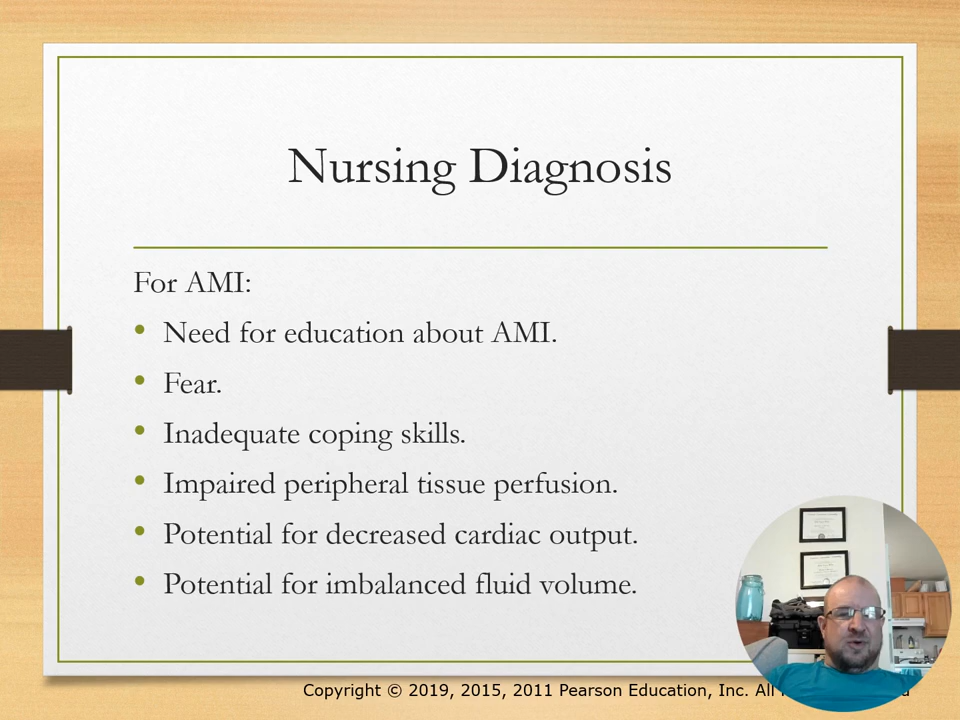 Nursing Diagnosis
For AMI:
• Need for education about AMI.
• Fear.
• Inadequate coping skills.
• Impaired peripheral tissue perfusion.
• Potential for decreased cardiac output.
• Potential for imbalanced fluid volume.
Copyright © 2019, 2015, 2011 Pearson Education, Inc. All